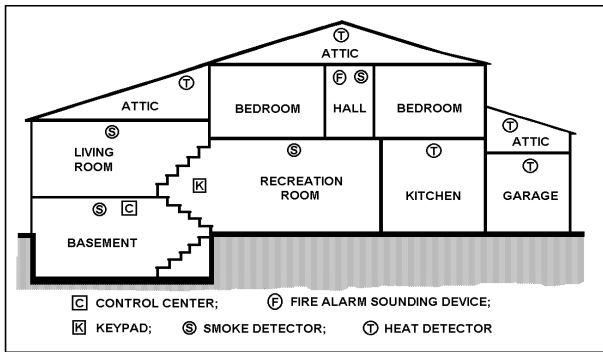 T
ATTIC
T
F S
ATTIC
BEDROOM HALL BEDROOM
T
S
ATTIC
LIVING
ROOM
S
T
T
K
RECREATION
ROOM
KITCHEN
GARAGE
S C
BASEMENT
C CONTROL CENTER; F FIRE ALARM SOUNDING DEVICE;
K KEYPAD; S SMOKE DETECTOR; T HEAT DETECTOR